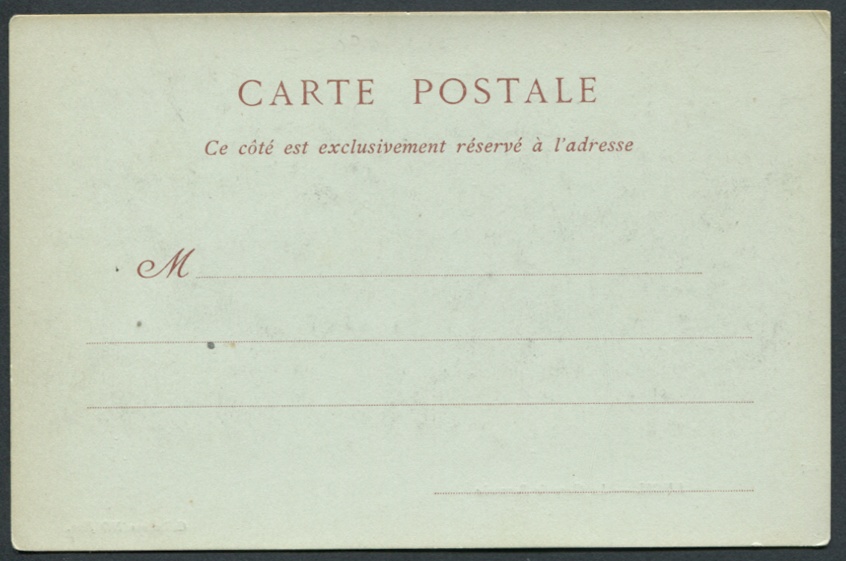 CARTE POSTALE
Ce côté est exclusivement réservé à l'adresse
M